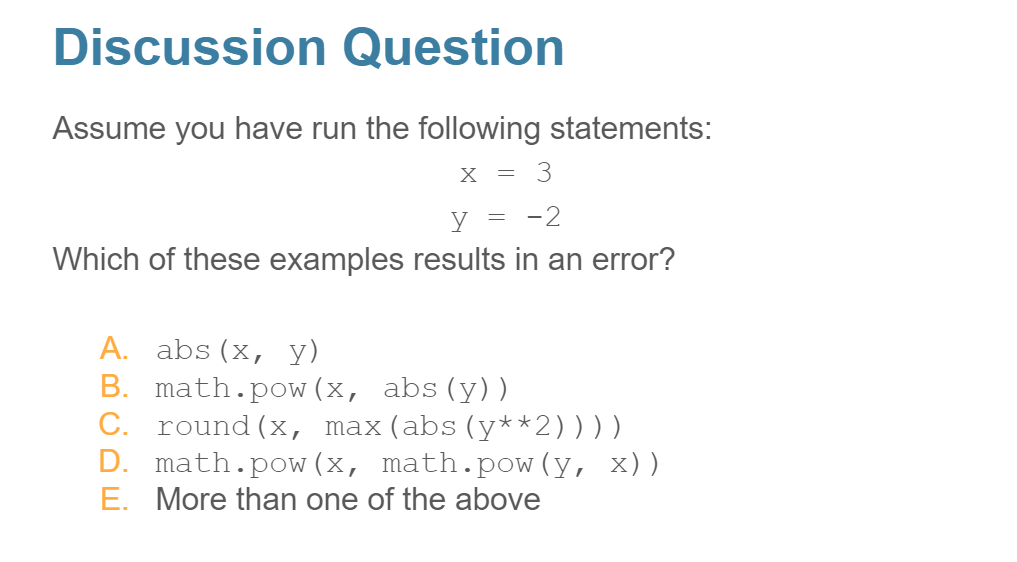 Discussion Question
Assume you have run the following statements:
x = 3
y = -2
Which of these examples results in an error?
A. abs(x, y)
B. math.pow(x, abs(y))
C. round(x, max(abs(y**2))))
D. math.pow(x, math.pow(y, x))
E. More than one of the above